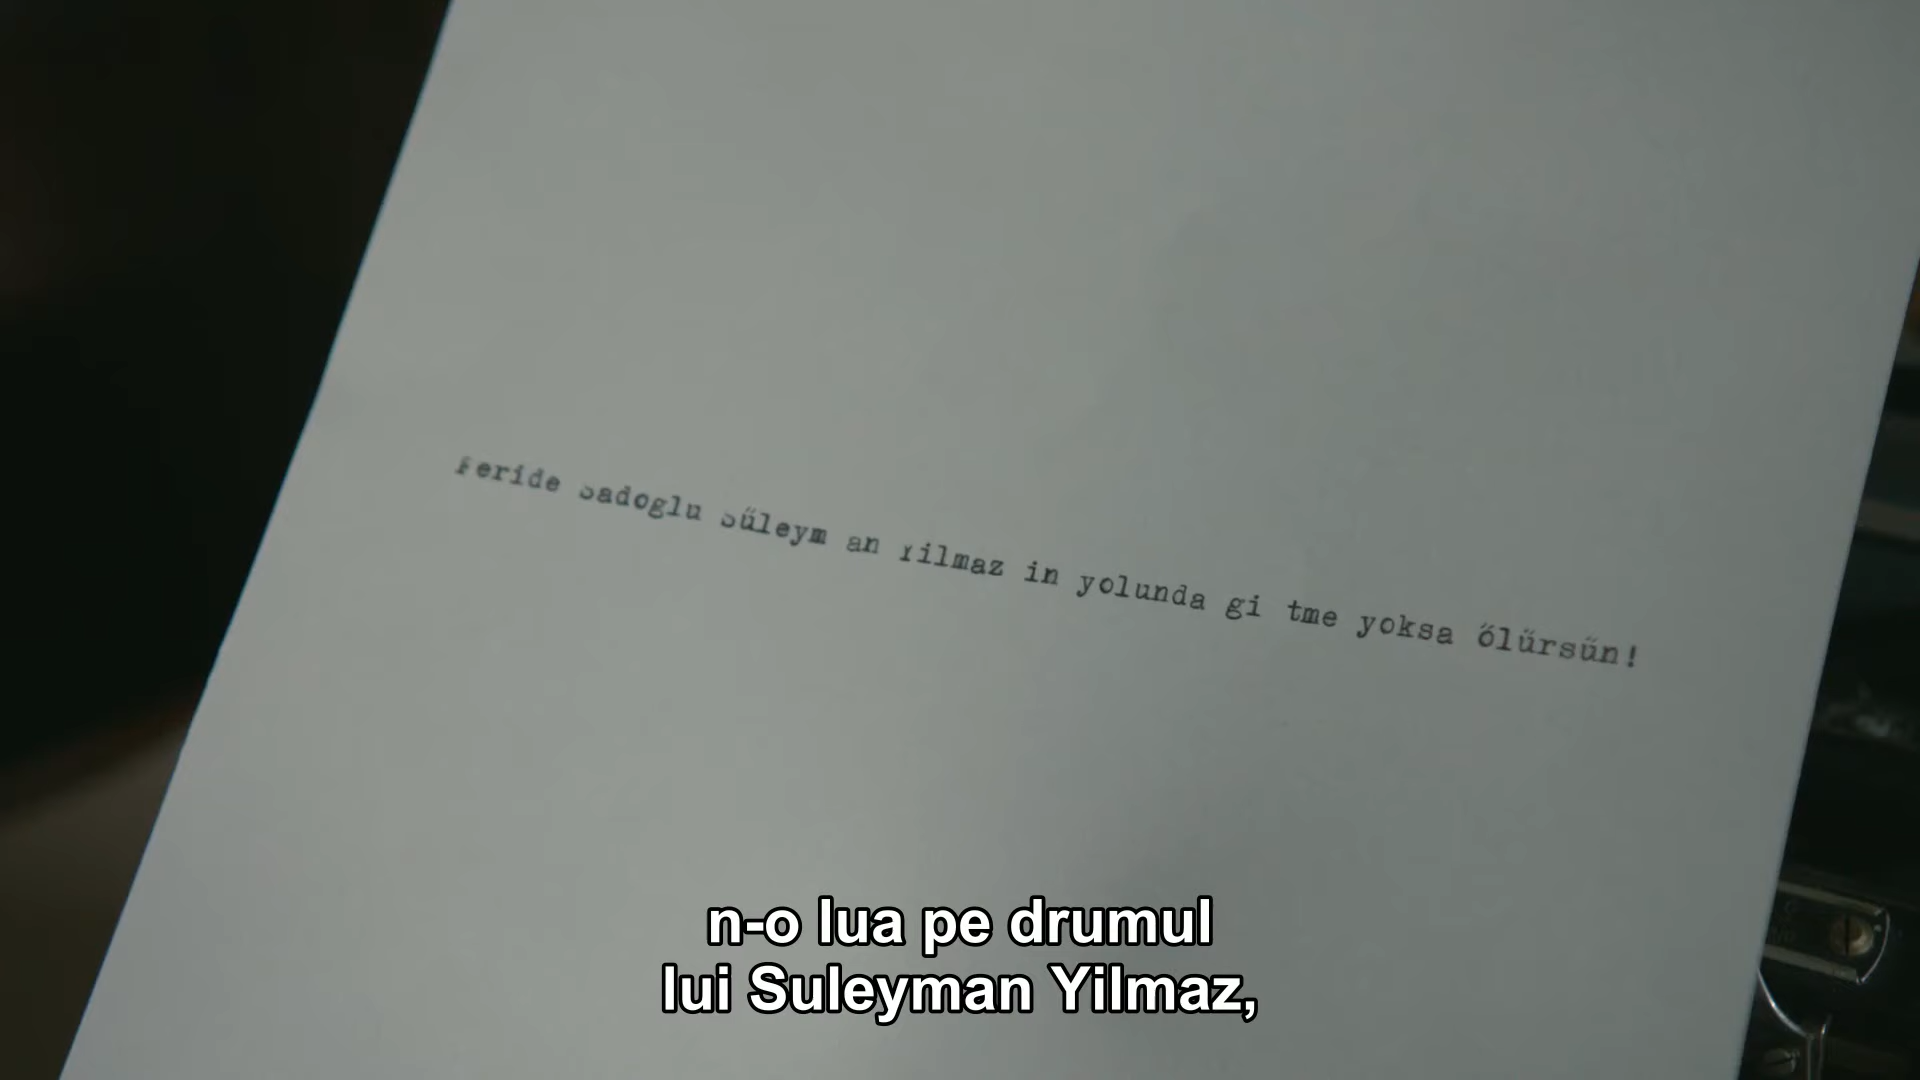 Feride Sadoglu Süleym an Yilmaz in yolunda gi tme yoksa ölürsün!
n-o lua pe drumul
lui Suleyman Yilmaz,